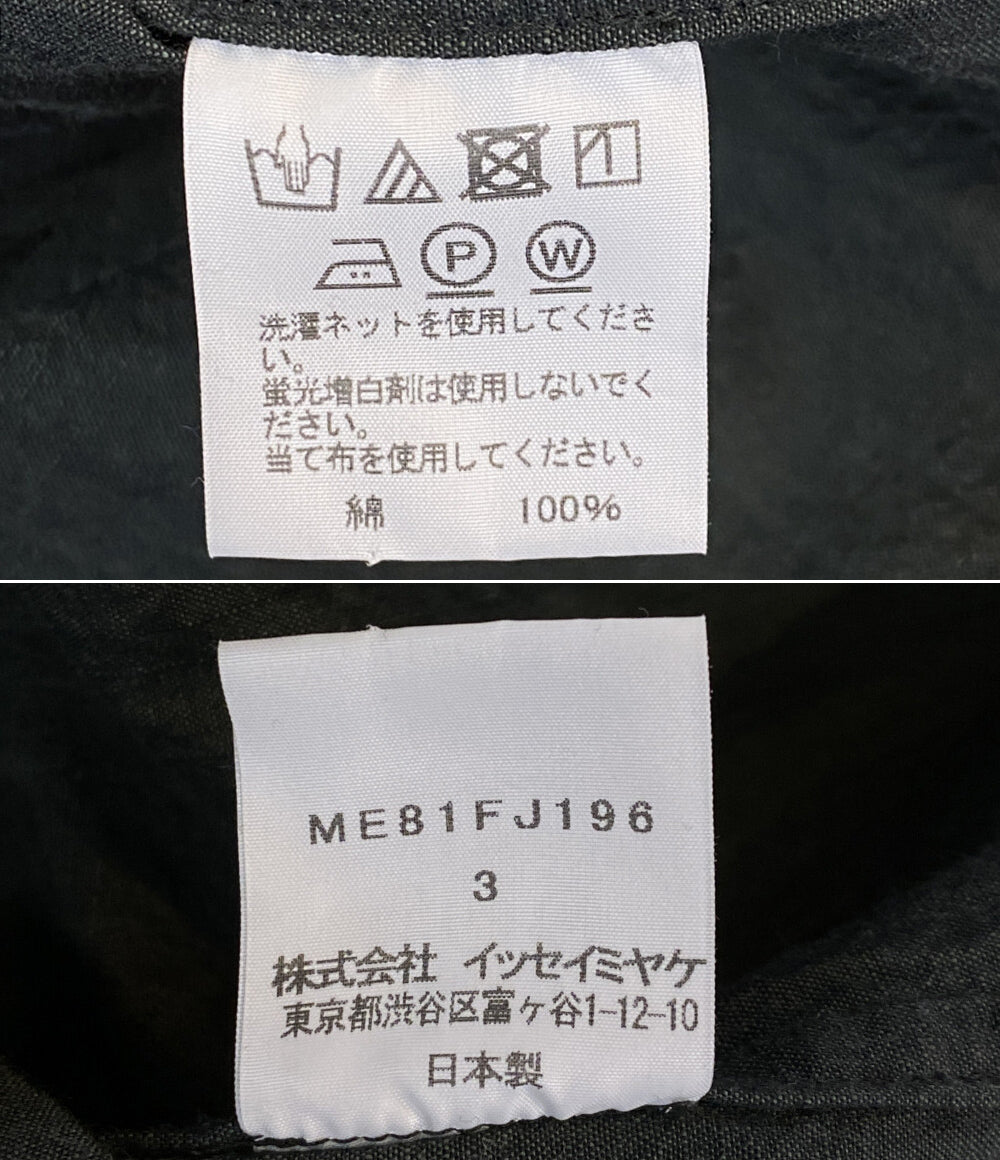 P W
洗濯ネットを使用してくださ
い。
蛍光増白剤は使用しないでく
ださい。
当て布を使用してください。
綿 100%
ME81FJ196
3
株式会社 イッセイミヤケ
東京都渋谷区富ヶ谷1-12-10
日本製